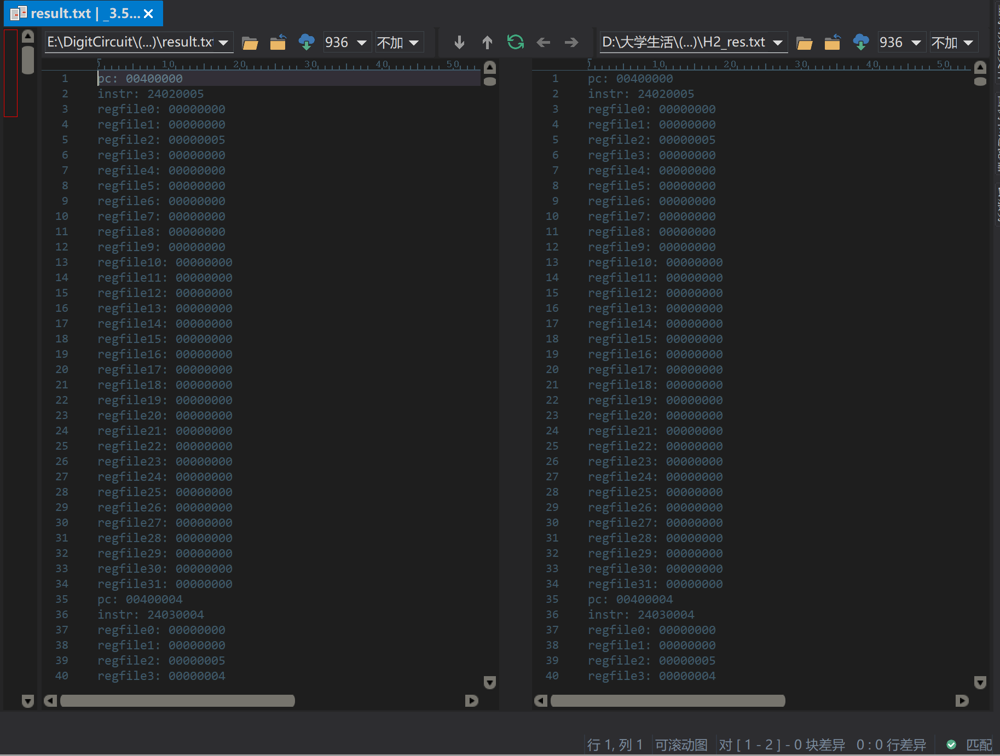 result.txt | _3.5...
E:\DigitCircuit\(...)\result.txt
936
不加
D:\大学生活\(...)\H2_res.txt
936
不加
10 20 30 40 50
10 20 30 40 50
1 pc: 00400000
2 instr: 24020005
3 regfile0: 00000000
4 regfile1: 00000000
5 regfile2: 00000005
6 regfile3: 00000000
7 regfile4: 00000000
8 regfile5: 00000000
9 regfile6: 00000000
10 regfile7: 00000000
11 regfile8: 00000000
12 regfile9: 00000000
13 regfile10: 00000000
14 regfile11: 00000000
15 regfile12: 00000000
16 regfile13: 00000000
17 regfile14: 00000000
18 regfile15: 00000000
19 regfile16: 00000000
20 regfile17: 00000000
21 regfile18: 00000000
22 regfile19: 00000000
23 regfile20: 00000000
24 regfile21: 00000000
25 regfile22: 00000000
26 regfile23: 00000000
27 regfile24: 00000000
28 regfile25: 00000000
29 regfile26: 00000000
30 regfile27: 00000000
31 regfile28: 00000000
32 regfile29: 00000000
33 regfile30: 00000000
34 regfile31: 00000000
35 pc: 00400004
36 instr: 24030004
37 regfile0: 00000000
38 regfile1: 00000000
39 regfile2: 00000005
40 regfile3: 00000004
1 pc: 00400000
2 instr: 24020005
3 regfile0: 00000000
4 regfile1: 00000000
5 regfile2: 00000005
6 regfile3: 00000000
7 regfile4: 00000000
8 regfile5: 00000000
9 regfile6: 00000000
10 regfile7: 00000000
11 regfile8: 00000000
12 regfile9: 00000000
13 regfile10: 00000000
14 regfile11: 00000000
15 regfile12: 00000000
16 regfile13: 00000000
17 regfile14: 00000000
18 regfile15: 00000000
19 regfile16: 00000000
20 regfile17: 00000000
21 regfile18: 00000000
22 regfile19: 00000000
23 regfile20: 00000000
24 regfile21: 00000000
25 regfile22: 00000000
26 regfile23: 00000000
27 regfile24: 00000000
28 regfile25: 00000000
29 regfile26: 00000000
30 regfile27: 00000000
31 regfile28: 00000000
32 regfile29: 00000000
33 regfile30: 00000000
34 regfile31: 00000000
35 pc: 00400004
36 instr: 24030004
37 regfile0: 00000000
38 regfile1: 00000000
39 regfile2: 00000005
40 regfile3: 00000004
行 1, 列 1 可滚动图 对 [ 1 - 2 ] - 0 块差异 0 : 0 行差异 匹配